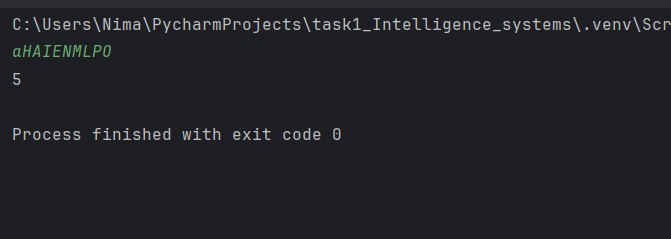 C:\Users\Nima\PycharmProjects\task1_Intelligence_systems\.venv\Scr
aHAIENMLPO
5
Process finished with exit code 0